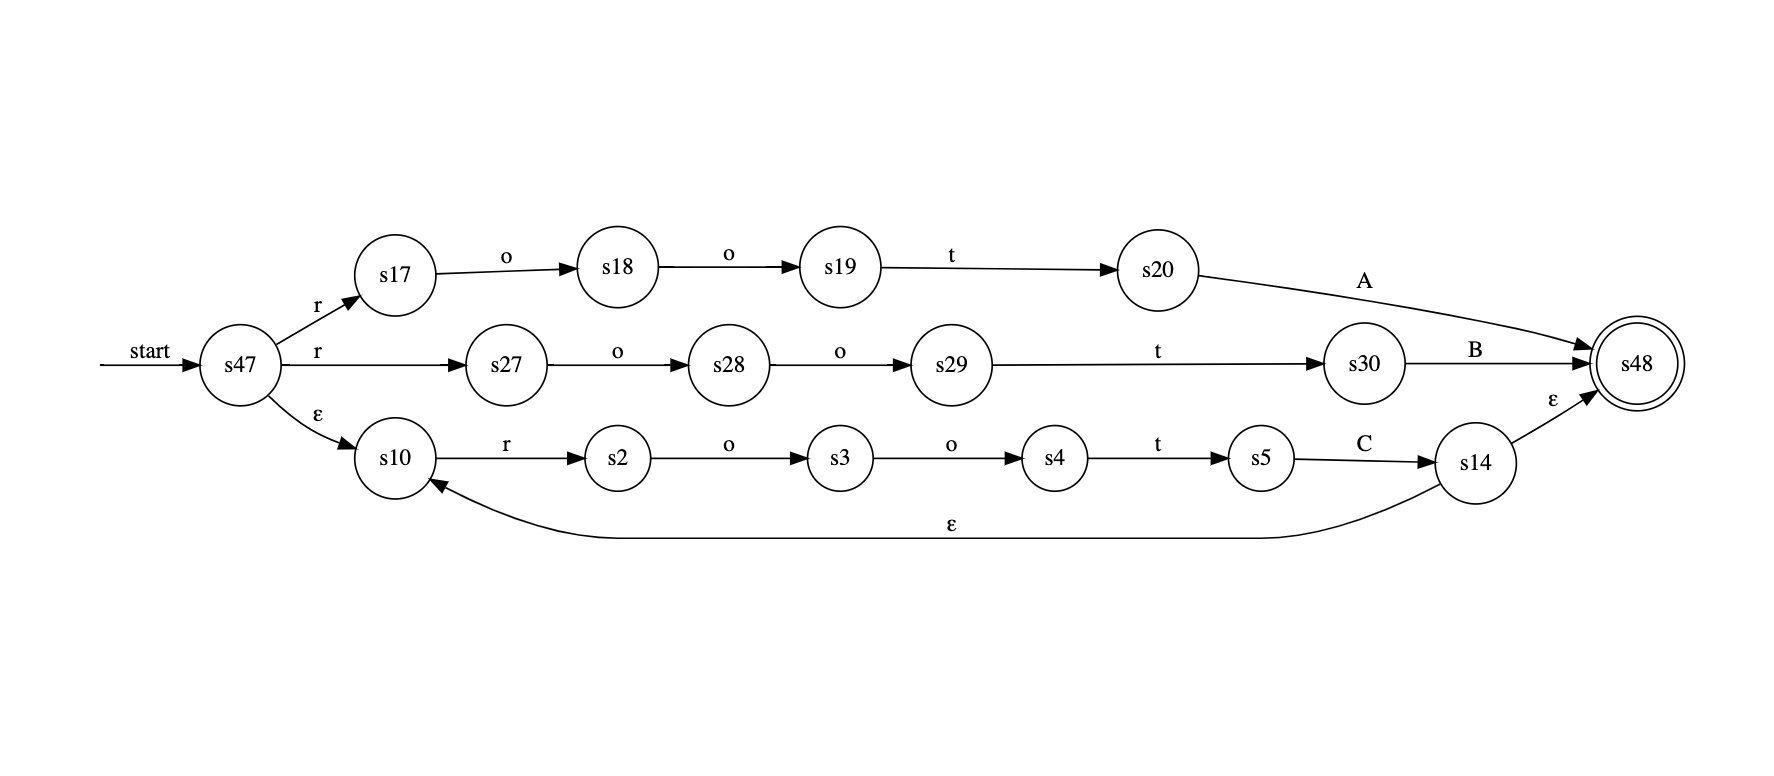 s17
o
s18
o
s19
t
s20
A
r
start
s47
r
s27
o
s28
o
s29
t
s30
B
s48
ε
s10
r
s2
o
s3
o
s4
t
s5
C
s14
ε
ε